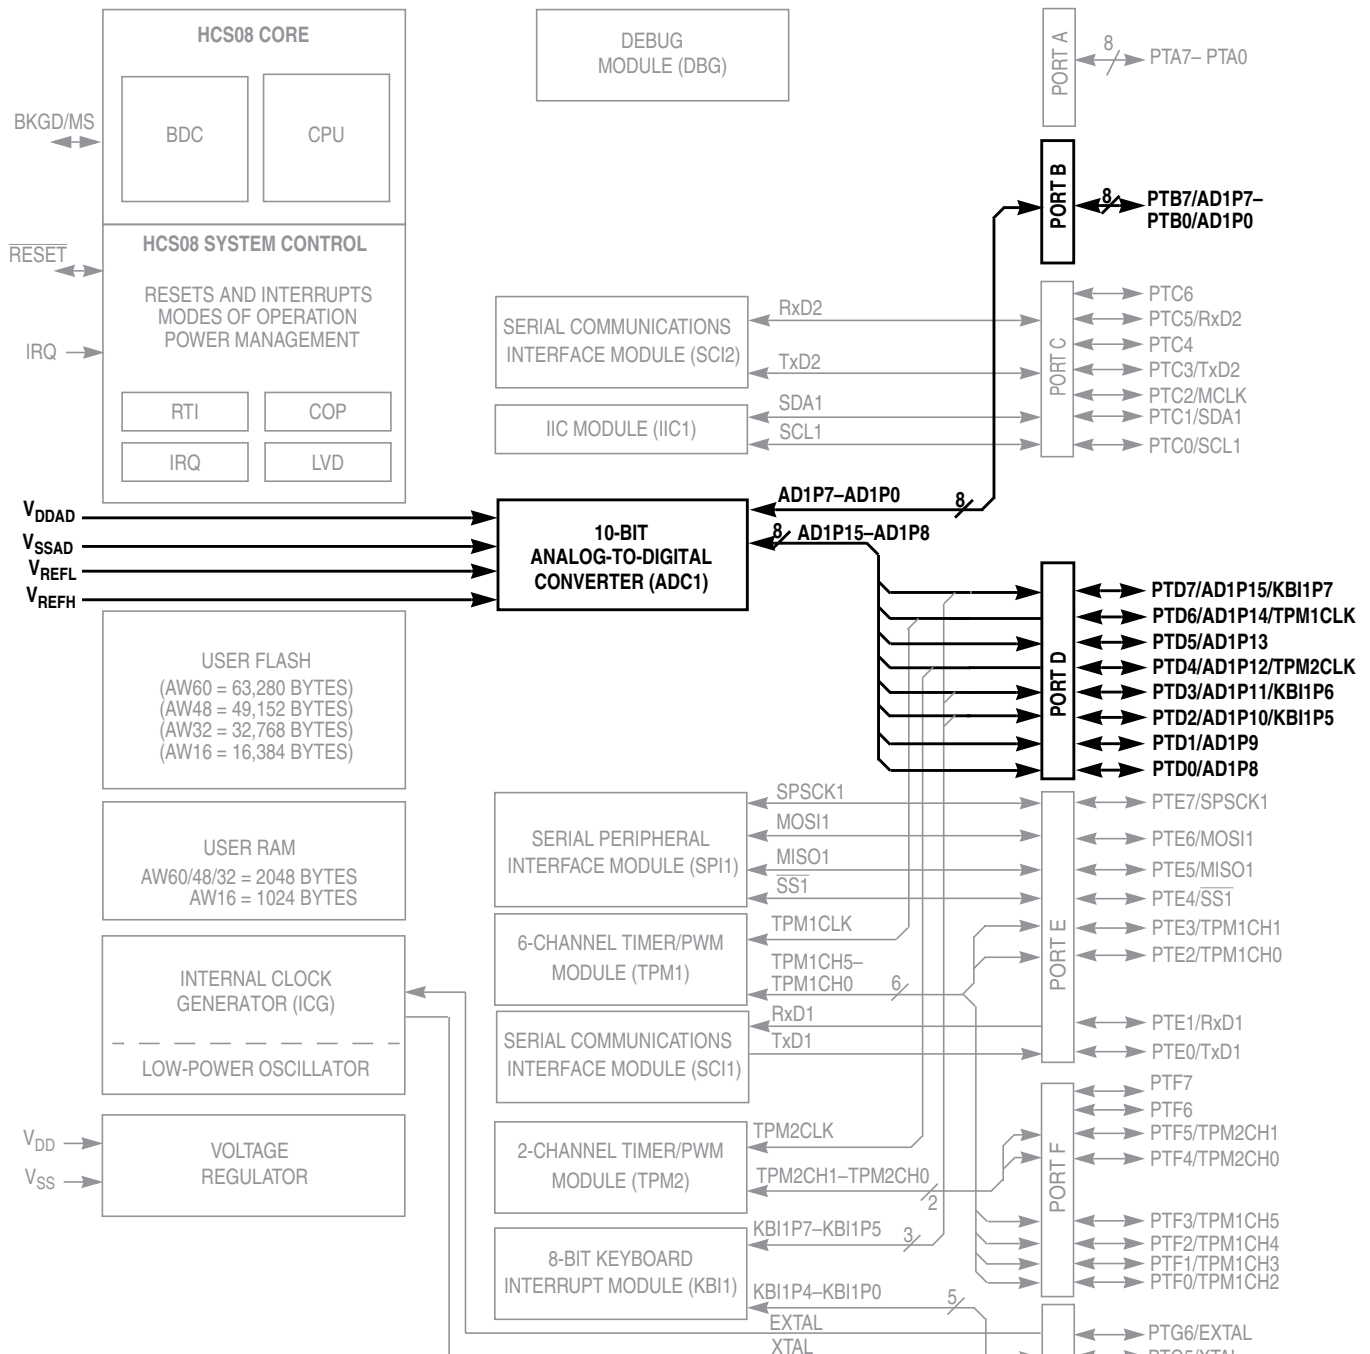 HCS08 CORE
BDC
CPU
BKGD/MS
HCS08 SYSTEM CONTROL
RESET
RESETS AND INTERRUPTS
MODES OF OPERATION
POWER MANAGEMENT
IRQ
RTI
COP
IRQ
LVD
VDDAD
VSSAD
VREFL
VREFH
USER FLASH
(AW60 = 63,280 BYTES)
(AW48 = 49,152 BYTES)
(AW32 = 32,768 BYTES)
(AW16 = 16,384 BYTES)
USER RAM
AW60/48/32 = 2048 BYTES
AW16 = 1024 BYTES
INTERNAL CLOCK
GENERATOR (ICG)
LOW-POWER OSCILLATOR
VDD
VSS
VOLTAGE
REGULATOR
DEBUG
MODULE (DBG)
SERIAL COMMUNICATIONS
INTERFACE MODULE (SCI2)
RxD2
TxD2
IIC MODULE (IIC1)
SDA1
SCL1
10-BIT
ANALOG-TO-DIGITAL
CONVERTER (ADC1)
AD1P7–AD1P0
8
8
AD1P15–AD1P8
SERIAL PERIPHERAL
INTERFACE MODULE (SPI1)
SPSCK1
MOSI1
MISO1
SS1
6-CHANNEL TIMER/PWM
MODULE (TPM1)
TPM1CLK
TPM1CH5–
TPM1CH0
6
SERIAL COMMUNICATIONS
INTERFACE MODULE (SCI1)
RxD1
TxD1
2-CHANNEL TIMER/PWM
MODULE (TPM2)
TPM2CLK
TPM2CH1–TPM2CH0
2
8-BIT KEYBOARD
INTERRUPT MODULE (KBI1)
KBI1P7–KBI1P5
3
KBI1P4–KBI1P0
5
EXTAL
XTAL
PORT A
8
PTA7– PTA0
PORT B
8
PTB7/AD1P7–
PTB0/AD1P0
PORT C
PTC6
PTC5/RxD2
PTC4
PTC3/TxD2
PTC2/MCLK
PTC1/SDA1
PTC0/SCL1
PORT D
PTD7/AD1P15/KBI1P7
PTD6/AD1P14/TPM1CLK
PTD5/AD1P13
PTD4/AD1P12/TPM2CLK
PTD3/AD1P11/KBI1P6
PTD2/AD1P10/KBI1P5
PTD1/AD1P9
PTD0/AD1P8
PORT E
PTE7/SPSCK1
PTE6/MOSI1
PTE5/MISO1
PTE4/SS1
PTE3/TPM1CH1
PTE2/TPM1CH0
PTE1/RxD1
PTE0/TxD1
PORT F
PTF7
PTF6
PTF5/TPM2CH1
PTF4/TPM2CH0
PTF3/TPM1CH5
PTF2/TPM1CH4
PTF1/TPM1CH3
PTF0/TPM1CH2
PTG6/EXTAL
PTG5/XTAL